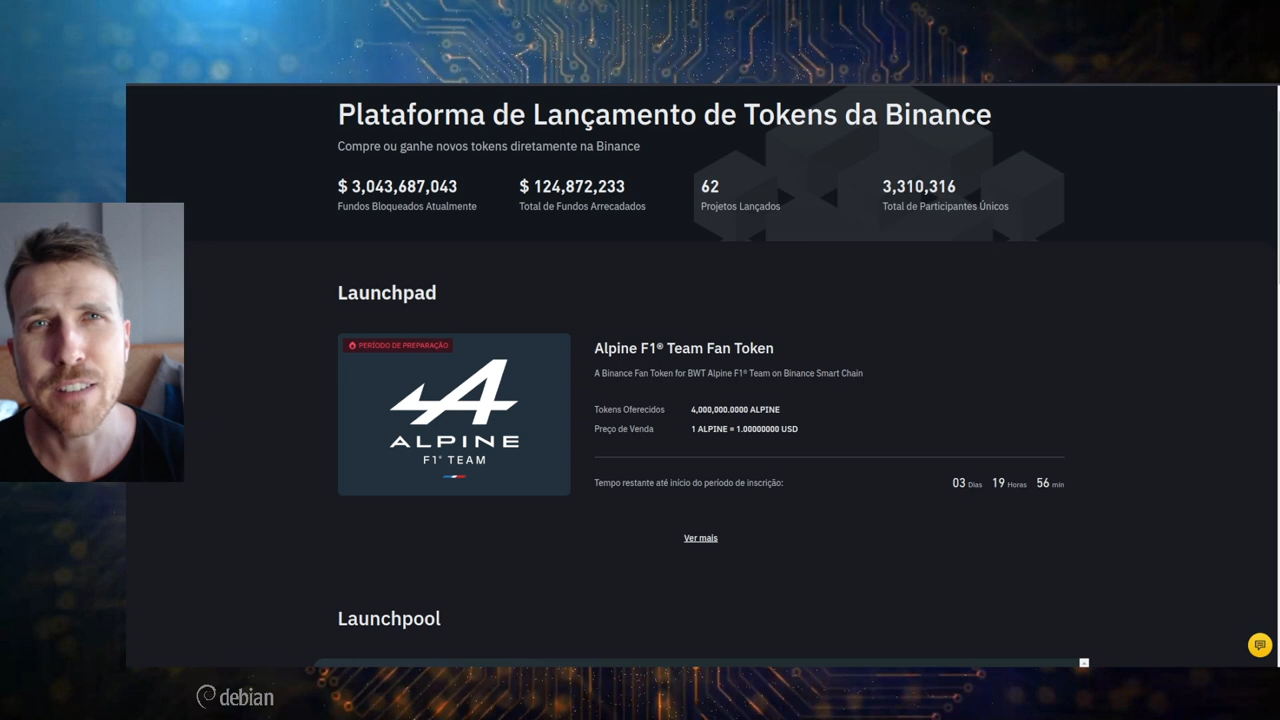 Plataforma de Lançamento de Tokens da Binance
Compre ou ganhe novos tokens diretamente na Binance
$ 3,043,687,043 $ 124,872,233 62 3,310,316
Fundos Bloqueados Atualmente Total de Fundos Arrecadados Projetos Lançados Total de Participantes Únicos
Launchpad
PERÍODO DE PREPARAÇÃO
ALPINE
F1® TEAM
Alpine F1® Team Fan Token
A Binance Fan Token for BWT Alpine F1® Team on Binance Smart Chain
Tokens Oferecidos 4,000,000.0000 ALPINE
Preço de Venda 1 ALPINE = 1.00000000 USD
Tempo restante até início do período de inscrição: 03 Dias 19 Horas 56 min
Ver mais
Launchpool
debian